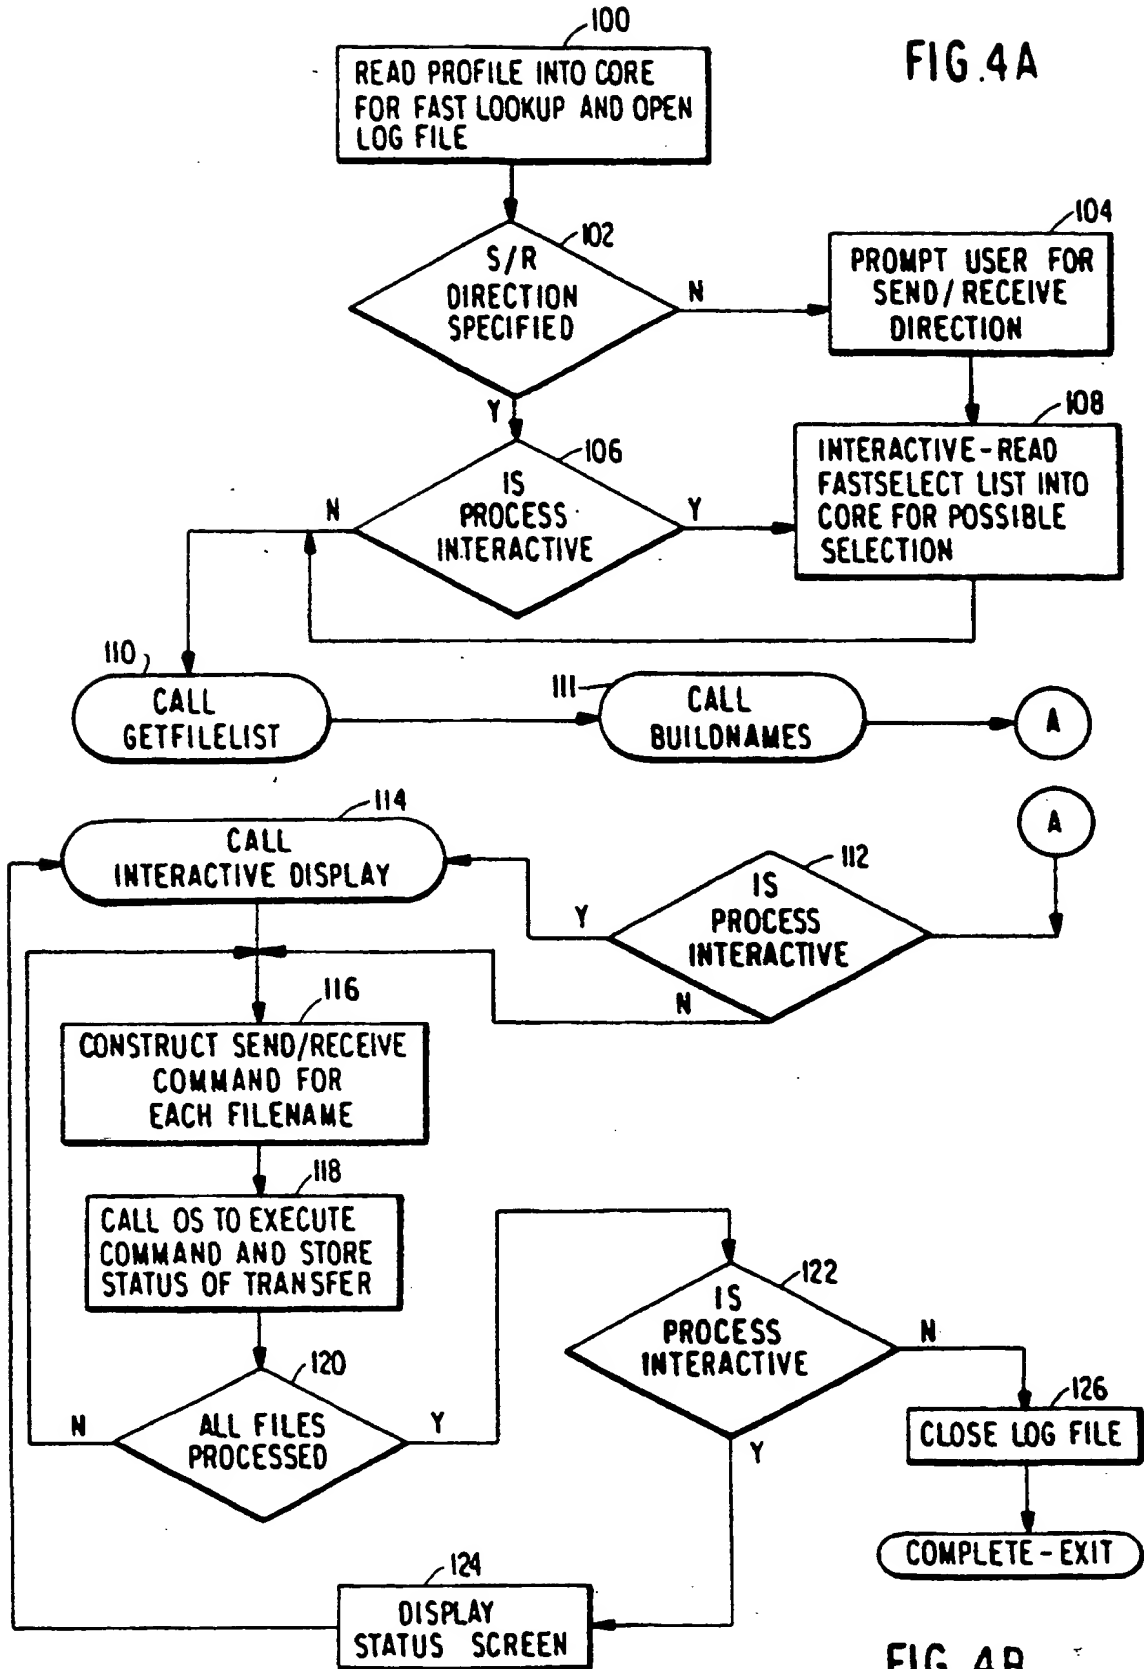 100
FIG.4A
READ PROFILE INTO CORE
FOR FAST LOOKUP AND OPEN
LOG FILE
102
S/R
DIRECTION
SPECIFIED
N
Y
104
PROMPT USER FOR
SEND/RECEIVE
DIRECTION
106
IS
PROCESS
INTERACTIVE
N
Y
108
INTERACTIVE-READ
FASTSELECT LIST INTO
CORE FOR POSSIBLE
SELECTION
110
CALL
GETFILELIST
111
CALL
BUILDNAMES
A
A
114
CALL
INTERACTIVE DISPLAY
112
IS
PROCESS
INTERACTIVE
Y
N
116
CONSTRUCT SEND/RECEIVE
COMMAND FOR
EACH FILENAME
118
CALL OS TO EXECUTE
COMMAND AND STORE
STATUS OF TRANSFER
120
ALL FILES
PROCESSED
N
Y
122
IS
PROCESS
INTERACTIVE
N
Y
126
CLOSE LOG FILE
COMPLETE-EXIT
124
DISPLAY
STATUS SCREEN
FIG. 4B